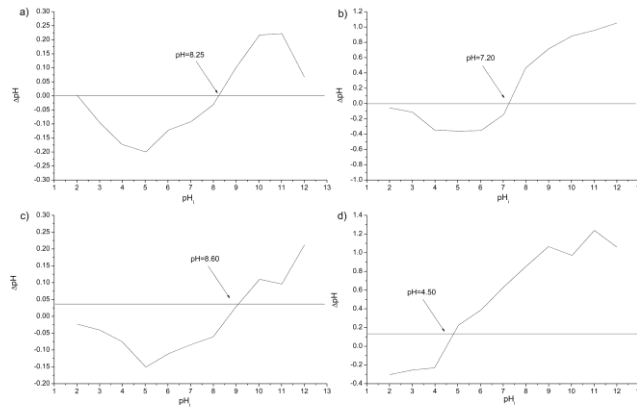 a)
0.30
0.25
0.20
0.15
0.10
0.05
0.00
-0.05
-0.10
-0.15
-0.20
-0.25
-0.30
ΔpH
pH=8.25
1 2 3 4 5 6 7 8 9 10 11 12 13
pHi
b)
1.2
1.0
0.8
0.6
0.4
0.2
0.0
-0.2
-0.4
-0.6
-0.8
-1.0
ΔpH
pH=7.20
1 2 3 4 5 6 7 8 9 10 11 12 13
pHi
c)
0.30
0.25
0.20
0.15
0.10
0.05
0.00
-0.05
-0.10
-0.15
-0.20
ΔpH
pH=8.60
1 2 3 4 5 6 7 8 9 10 11 12 13
pHi
d)
1.4
1.2
1.0
0.8
0.6
0.4
0.2
0.0
-0.2
-0.4
ΔpH
pH=4.50
1 2 3 4 5 6 7 8 9 10 11 12 13
pHi